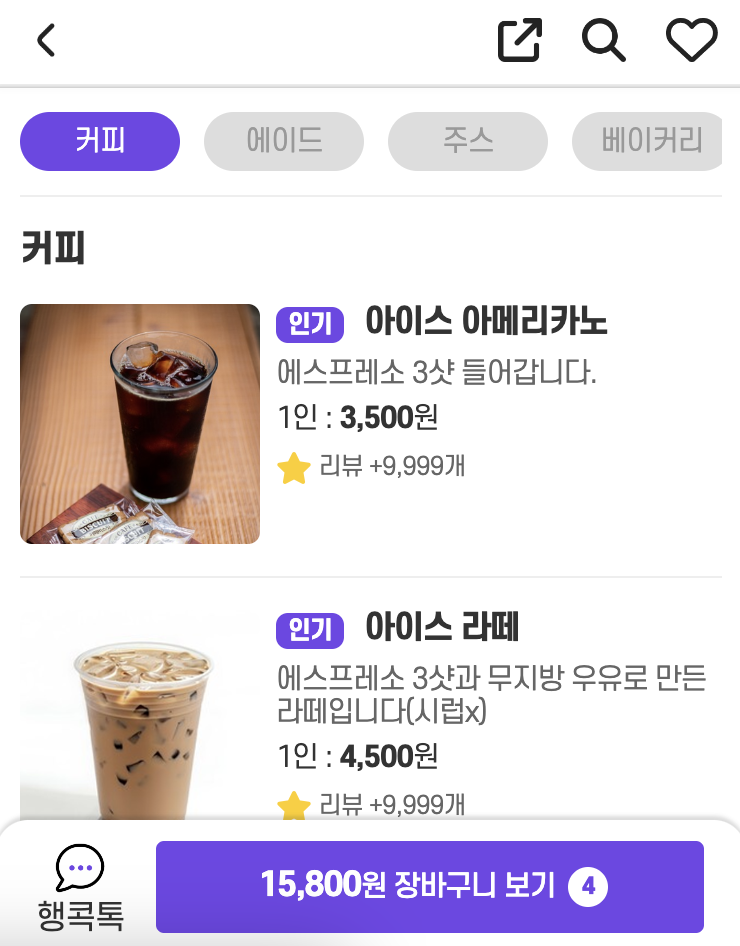 커피 에이드 주스 베이커리
커피
인기 아이스 아메리카노
에스프레소 3샷 들어갑니다.
1인 : 3,500원
리뷰 +9,999개
인기 아이스 라떼
에스프레소 3샷과 무지방 우유로 만든
라떼입니다(시럽x)
1인 : 4,500원
리뷰 +9,999개
행콕톡
15,800원 장바구니 보기 4